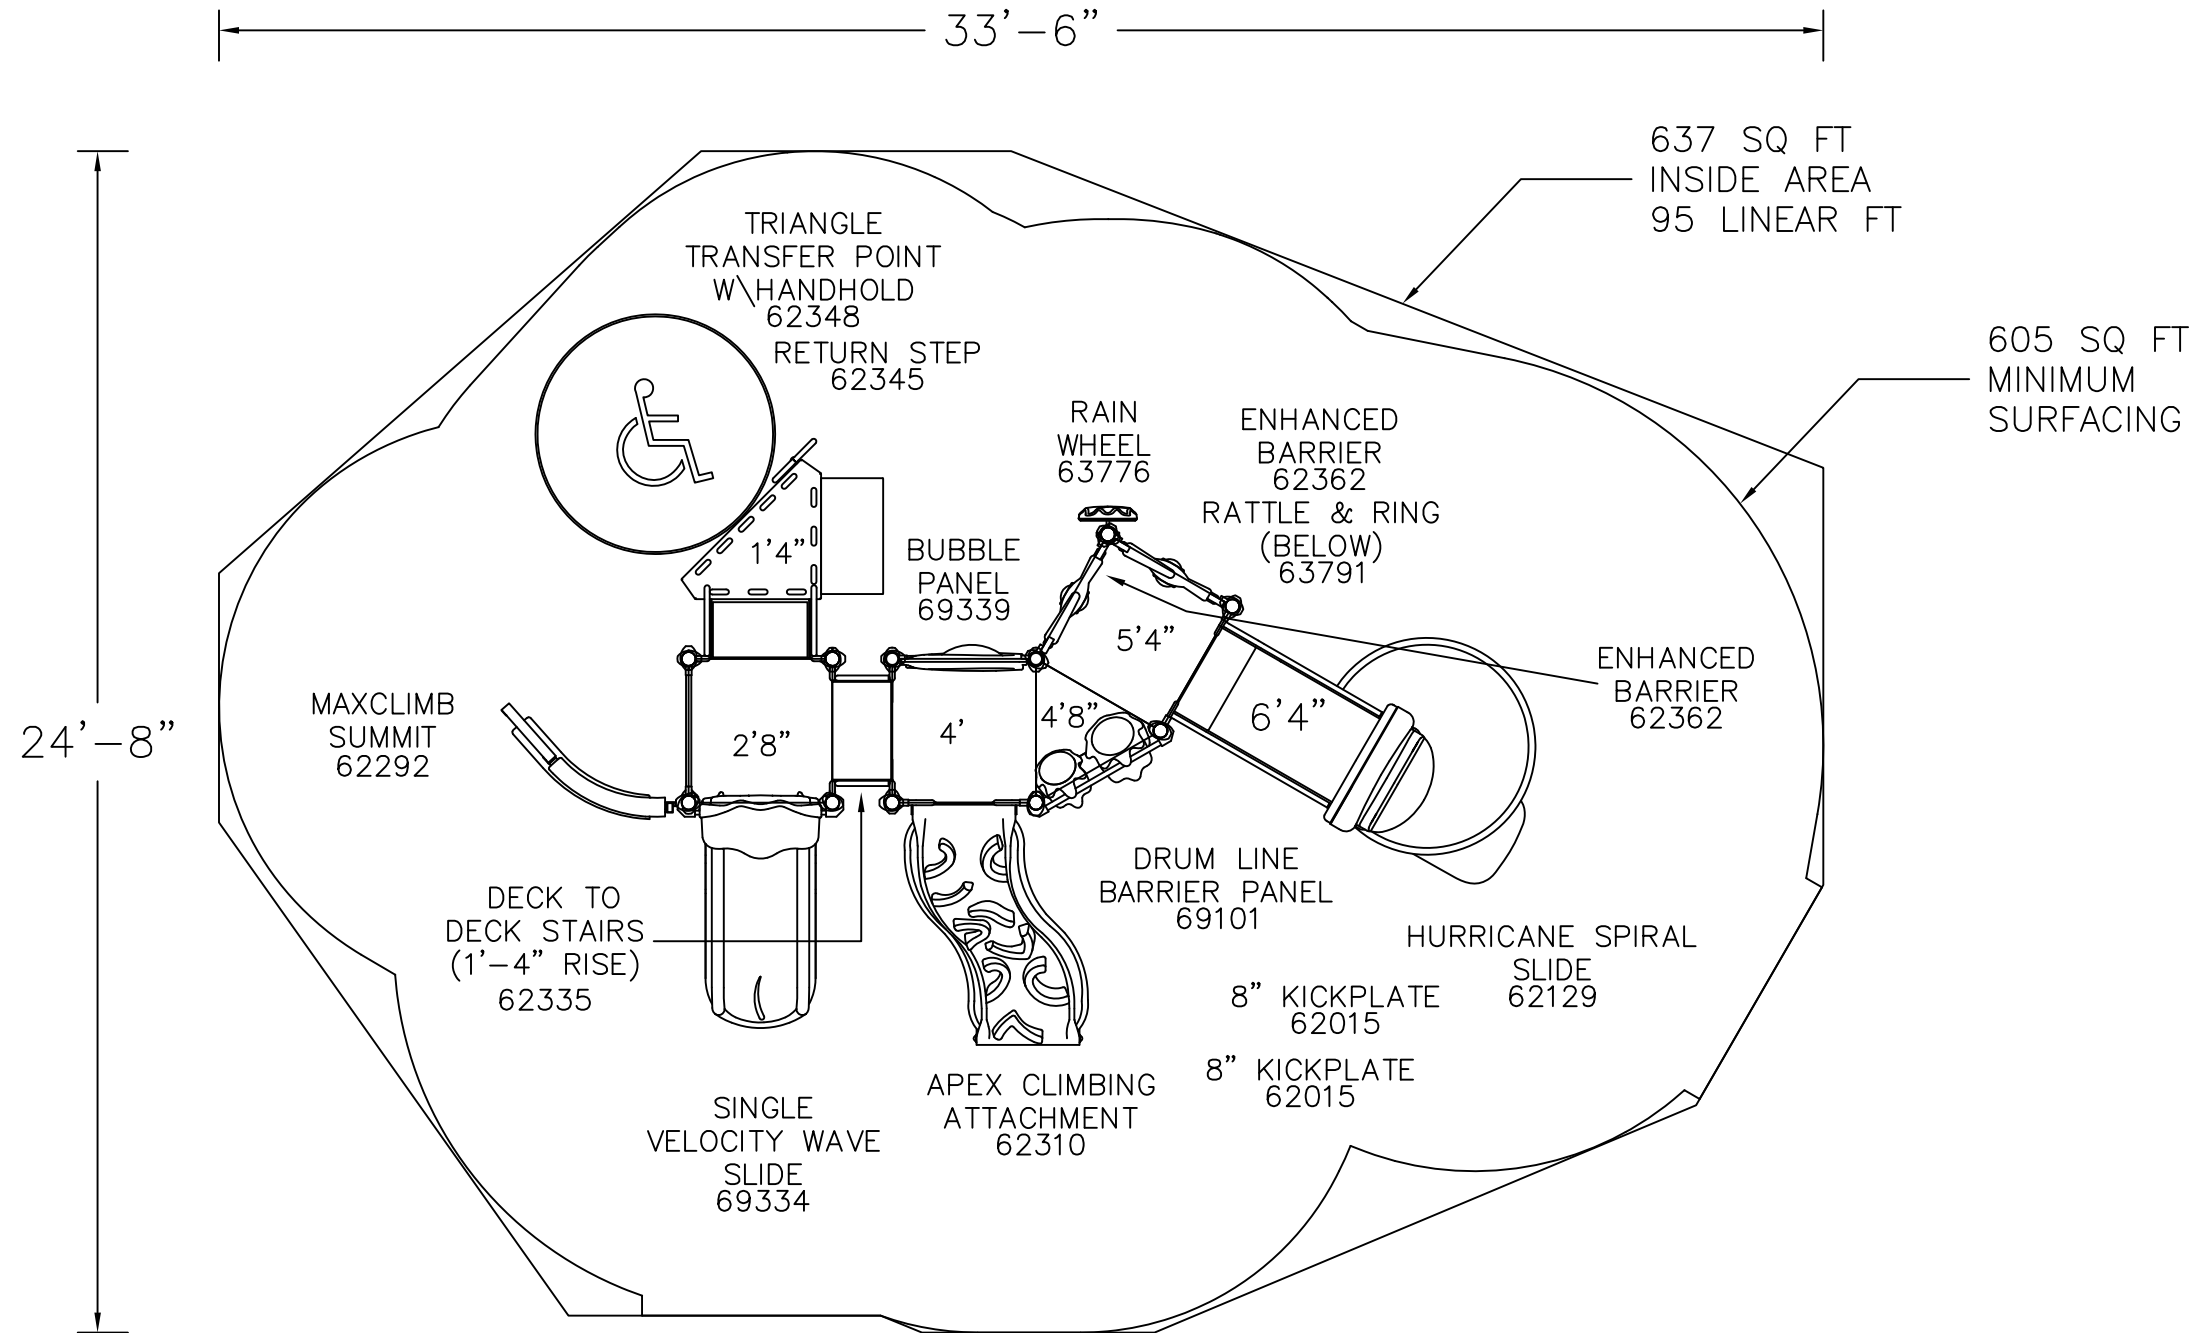 33'-6"
637 SQ FT
INSIDE AREA
95 LINEAR FT
605 SQ FT
MINIMUM
SURFACING
TRIANGLE
TRANSFER POINT
W\HANDHOLD
62348
RETURN STEP
62345
RAIN
WHEEL
63776
ENHANCED
BARRIER
62362
RATTLE & RING
(BELOW)
63791
1'4"
BUBBLE
PANEL
69339
5'4"
ENHANCED
BARRIER
62362
MAXCLIMB
SUMMIT
62292
24'-8"
2'8"
4'
4'8"
6'4"
DECK TO
DECK STAIRS
(1'-4" RISE)
62335
DRUM LINE
BARRIER PANEL
69101
HURRICANE SPIRAL
SLIDE
62129
8" KICKPLATE
62015
8" KICKPLATE
62015
APEX CLIMBING
ATTACHMENT
62310
SINGLE
VELOCITY WAVE
SLIDE
69334